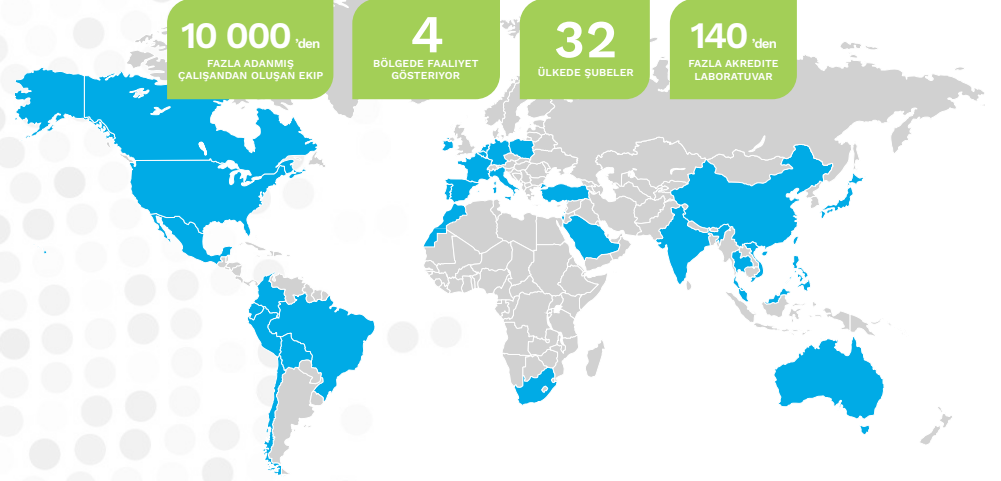 10 000 'den
FAZLA ADANMIŞ
ÇALIŞANDAN OLUŞAN EKIP
4
BÖLGEDE FAALIYET
GÖSTERIYOR
32
ÜLKEDE ŞUBELER
140 'den
FAZLA AKREDITE
LABORATUVAR